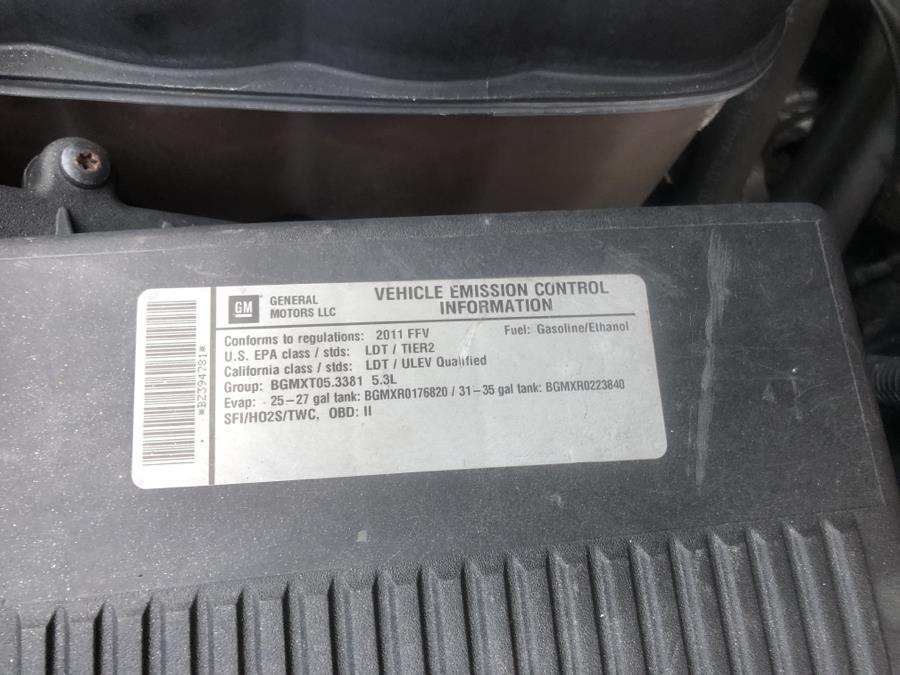 *BZ394781*
GM GENERAL MOTORS LLC
VEHICLE EMISSION CONTROL
INFORMATION
Conforms to regulations: 2011 FFV Fuel: Gasoline/Ethanol
U.S. EPA class / stds: LDT / TIER2
California class / stds: LDT / ULEV Qualified
Group: BGMXT05.3381 5.3L
Evap: 25-27 gal tank: BGMXR0176820 / 31-35 gal tank: BGMXR0223840
SFI/HO2S/TWC, OBD: II